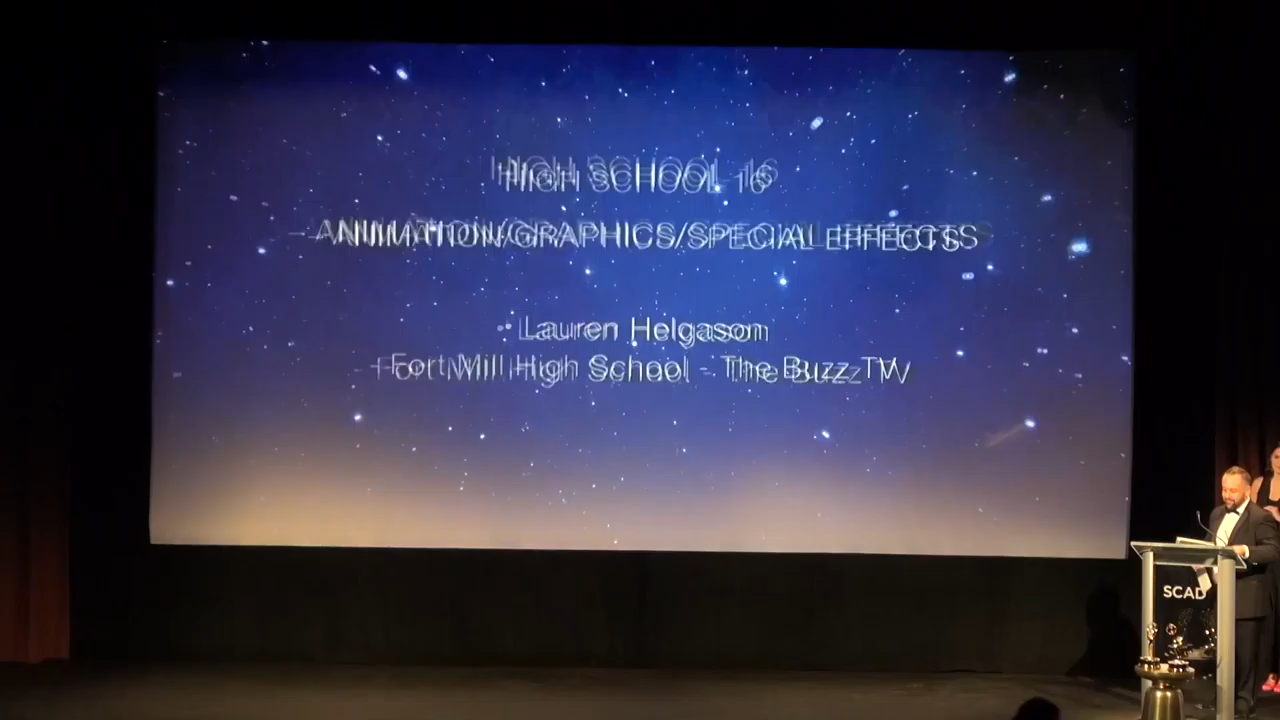 HIGH SCHOOL 16
ANIMATION/GRAPHICS/SPECIAL EFFECTS
Lauren Helgason
Fort Mill High School - The Buzz TV
SCAD